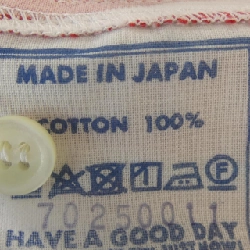 MADE IN JAPAN
COTTON 100%
70250011
HAVE A GOOD DAY